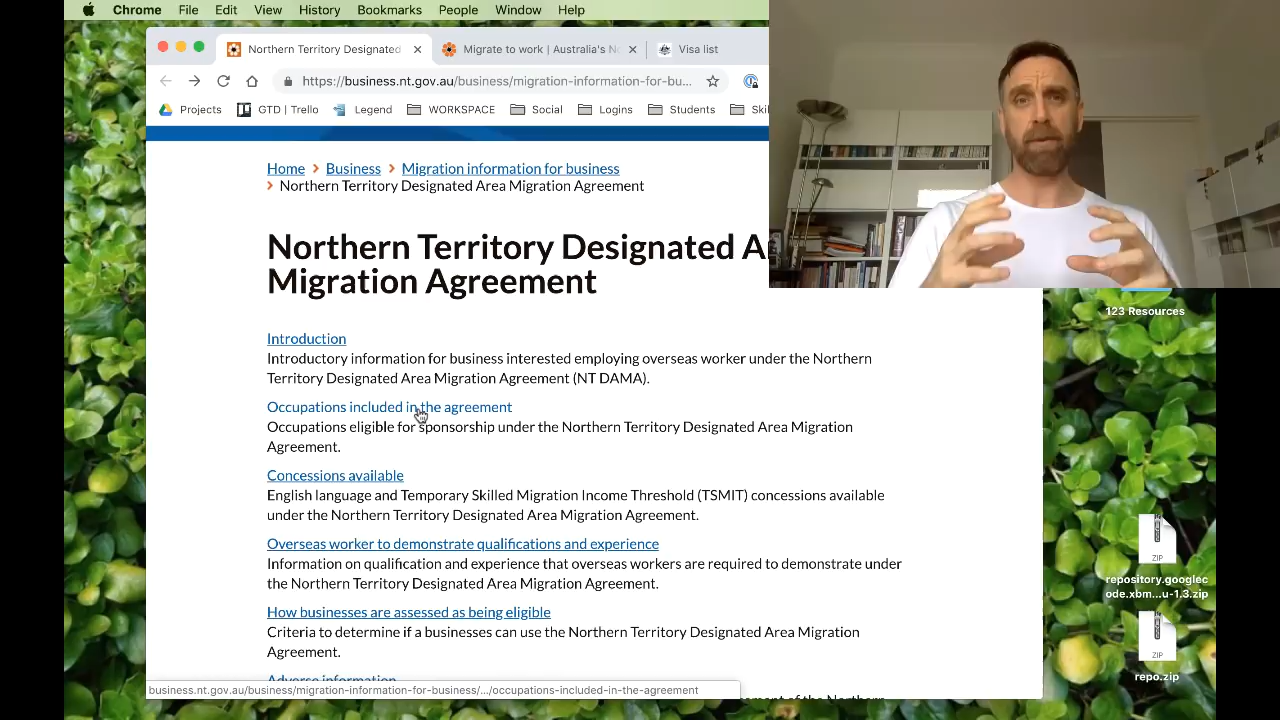 Chrome File Edit View History Bookmarks People Window Help
Northern Territory Designated Migrate to work | Australia's N Visa list
https://business.nt.gov.au/business/migration-information-for-bu...
Projects GTD | Trello Legend WORKSPACE Social Logins Students Skil
Home Business Migration information for business
Northern Territory Designated Area Migration Agreement
Northern Territory Designated A
Migration Agreement
123 Resources
Introduction
Introductory information for business interested employing overseas worker under the Northern
Territory Designated Area Migration Agreement (NT DAMA).
Occupations included in the agreement
Occupations eligible for sponsorship under the Northern Territory Designated Area Migration
Agreement.
Concessions available
English language and Temporary Skilled Migration Income Threshold (TSMIT) concessions available
under the Northern Territory Designated Area Migration Agreement.
Overseas worker to demonstrate qualifications and experience
Information on qualification and experience that overseas workers are required to demonstrate under
the Northern Territory Designated Area Migration Agreement.
ZIP
repository.googlec
ode.xbm...u-1.3.zip
How businesses are assessed as being eligible
Criteria to determine if a businesses can use the Northern Territory Designated Area Migration
Agreement.
ZIP
repo.zip
Adverse information
business.nt.gov.au/business/migration-information-for-business/.../occupations-included-in-the-agreement